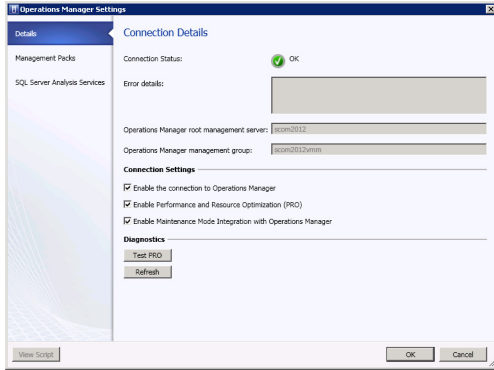 Operations Manager Settings
Details
Management Packs
SQL Server Analysis Services
Connection Details
Connection Status:
OK
Error details:
Operations Manager root management server: scom2012
Operations Manager management group: scom2012vmm
Connection Settings
Enable the connection to Operations Manager
Enable Performance and Resource Optimization (PRO)
Enable Maintenance Mode Integration with Operations Manager
Diagnostics
Test PRO
Refresh
View Script
OK
Cancel